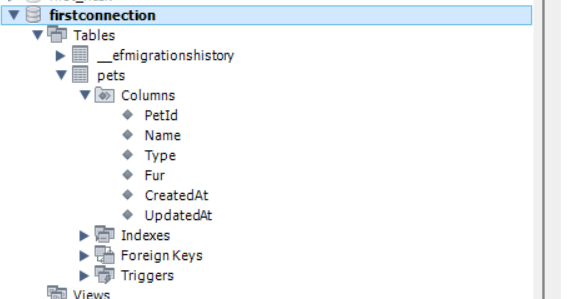 firstconnection
Tables
__efmigrationshistory
pets
Columns
PetId
Name
Type
Fur
CreatedAt
UpdatedAt
Indexes
Foreign Keys
Triggers
Views